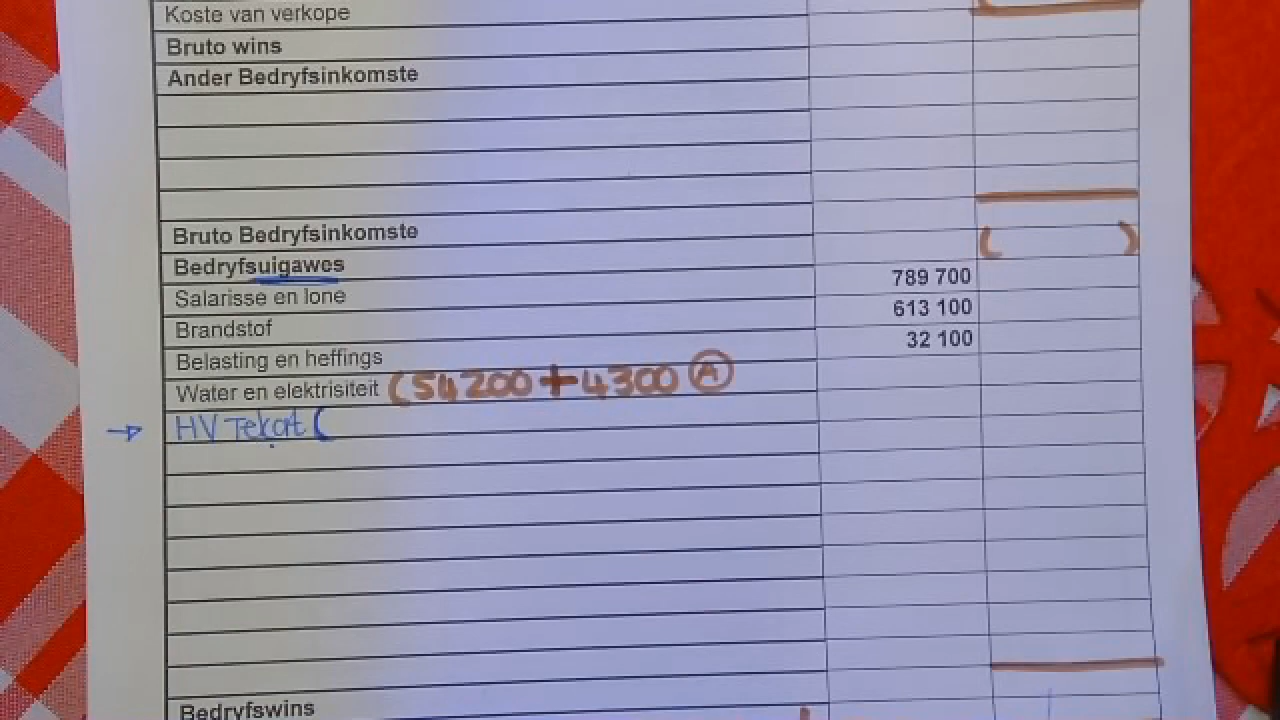 Koste van verkope
Bruto wins
Ander Bedryfsinkomste
Bruto Bedryfsinkomste ( )
Bedryfsuigawes
Salarisse en lone 789 700
Brandstof 613 100
Belasting en heffings 32 100
Water en elektrisiteit (54200 + 4300 A
→ HV Tekort (
Bedryfswins